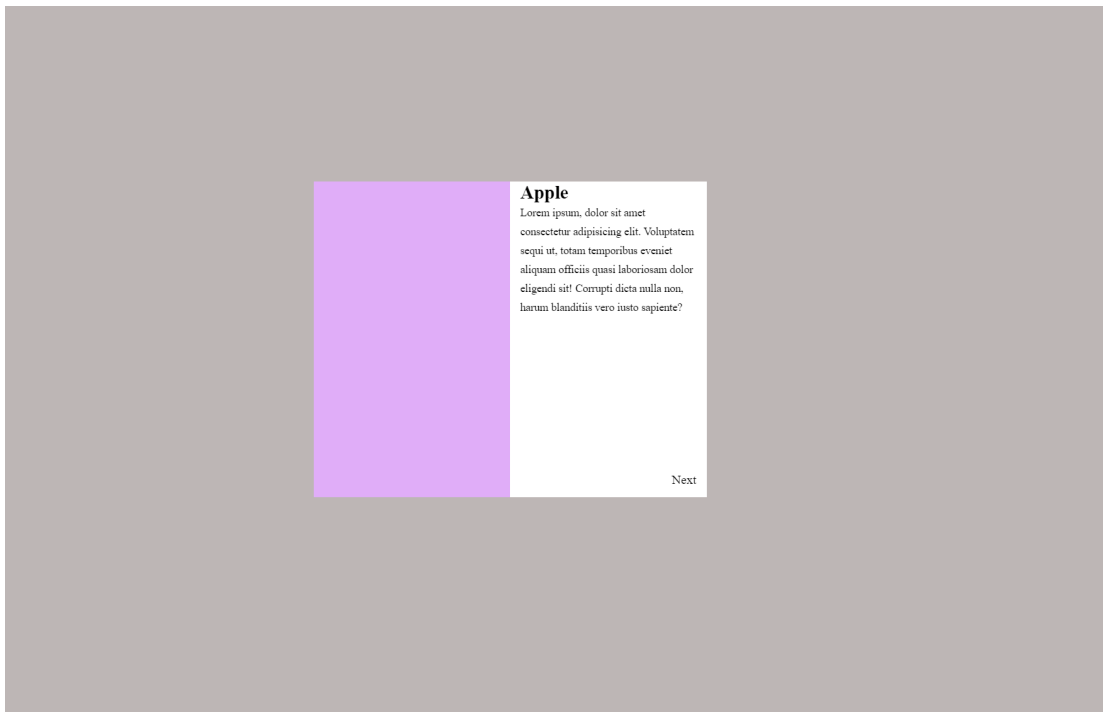 Apple
Lorem ipsum, dolor sit amet
consectetur adipisicing elit. Voluptatem
sequi ut, totam temporibus eveniet
aliquam officiis quasi laboriosam dolor
eligendi sit! Corrupti dicta nulla non,
harum blanditiis vero iusto sapiente?
Next